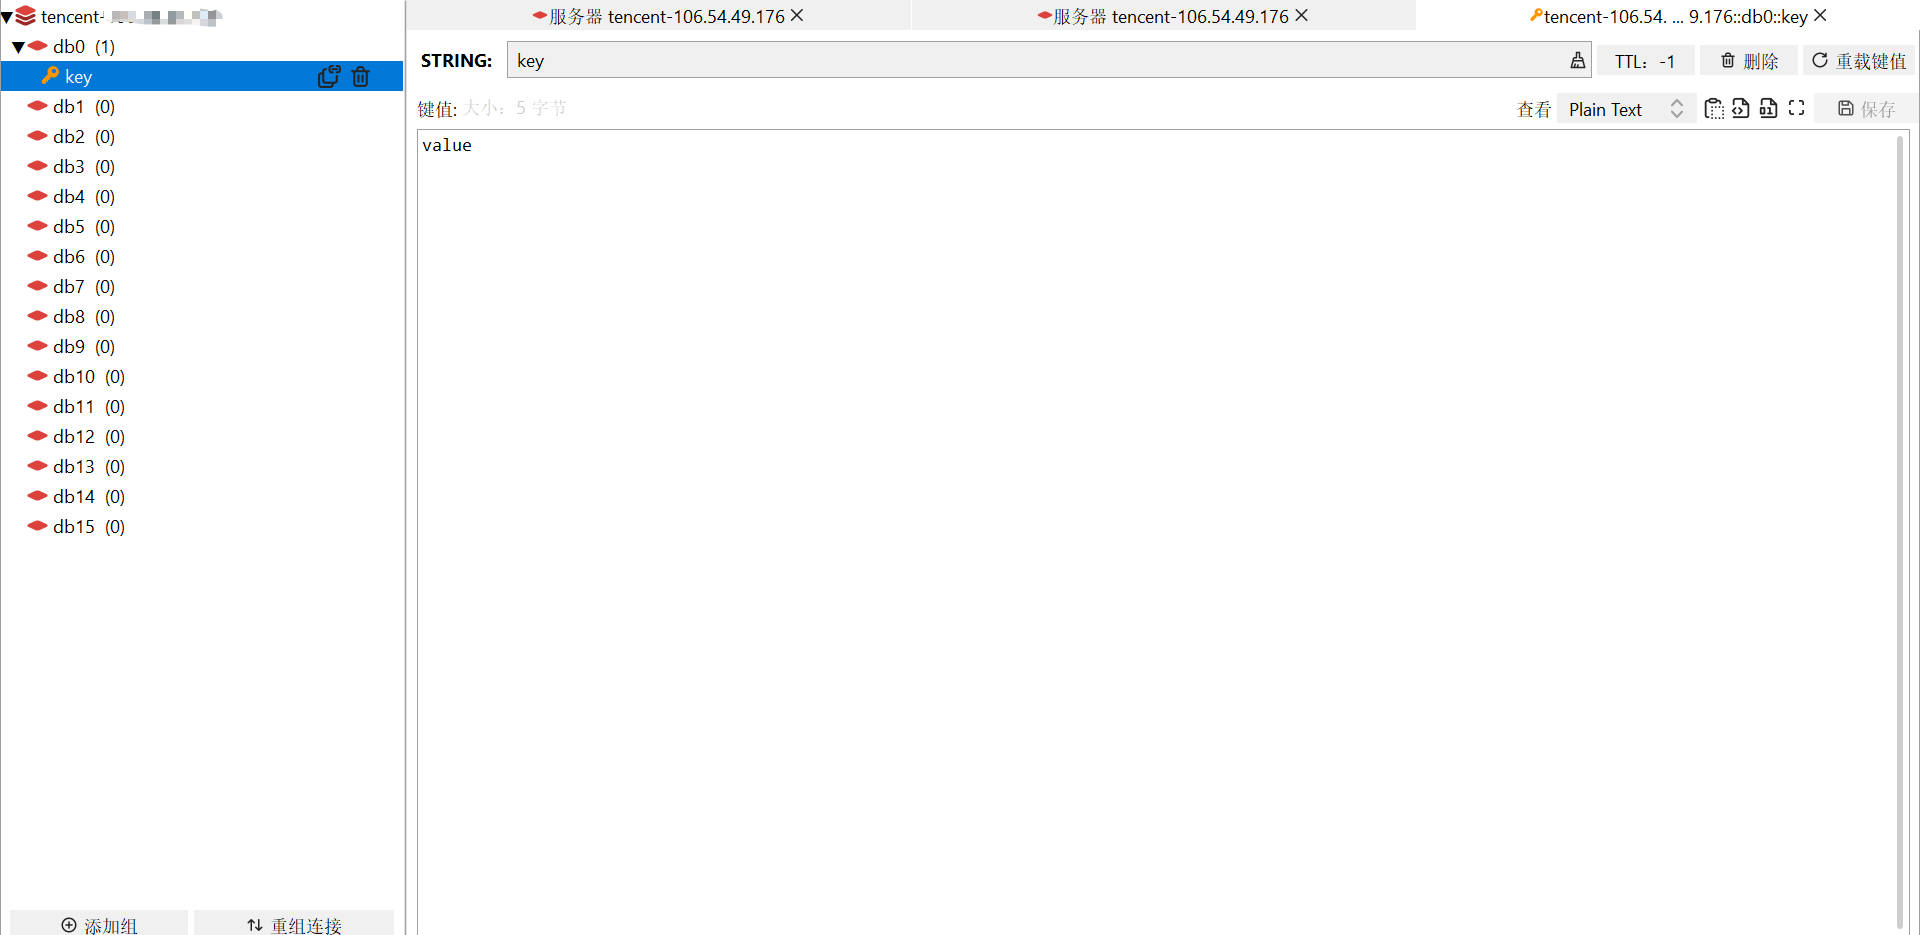 tencent-
服务器 tencent-106.54.49.176
服务器 tencent-106.54.49.176
tencent-106.54. ... 9.176::db0::key
db0 (1)
key
db1 (0)
db2 (0)
db3 (0)
db4 (0)
db5 (0)
db6 (0)
db7 (0)
db8 (0)
db9 (0)
db10 (0)
db11 (0)
db12 (0)
db13 (0)
db14 (0)
db15 (0)
添加组
重组连接
STRING: key
TTL: -1
删除
重载键值
键值: 大小: 5 字节
查看 Plain Text
保存
value